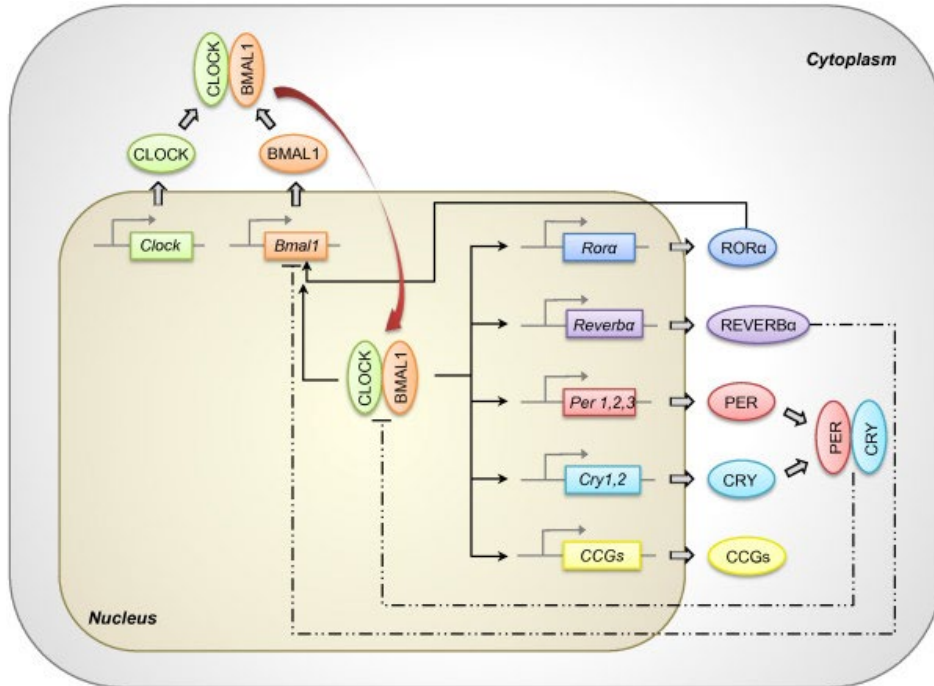 Cytoplasm
CLOCK
BMAL1
CLOCK
BMAL1
Clock
Bmal1
Rorα
RORα
Reverbα
REVERBα
CLOCK
BMAL1
Per 1,2,3
PER
PER
CRY
Cry1,2
CRY
CCGs
CCGs
Nucleus